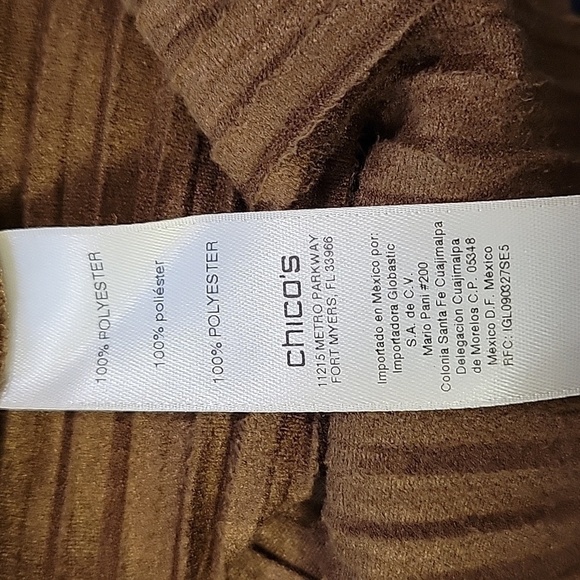 100% POLYESTER
100% poliéster
100% POLYESTER
chico's
11215 METRO PARKWAY
FORT MYERS, FL 33966
Importado en México por:
Importadora Globastic
S.A. de C.V.
Mario Pani #200
Colonia Santa Fe Cuajimalpa
Delegacion Cuajimalpa
de Morelos C.P. 05348
Mexico D.F. Mexico
RFC: IGL090327SE5